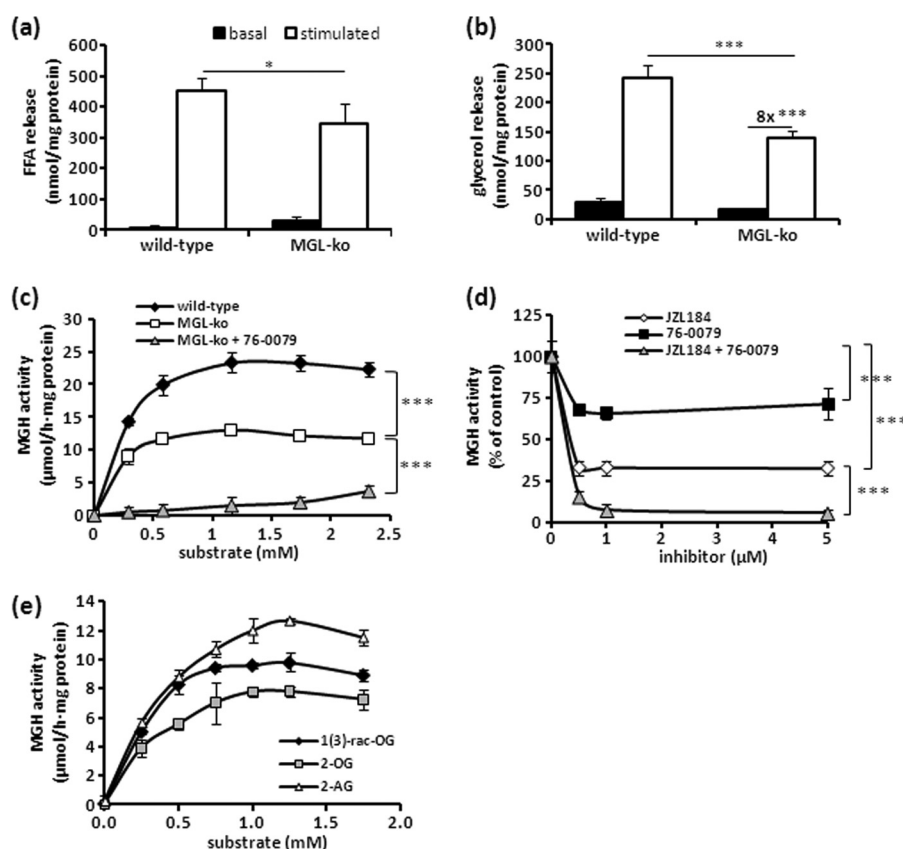 (a)
basal
stimulated
FFA release
(nmol/mg protein)
600
500
400
300
200
100
0
*
wild-type
MGL-ko
(b)
glycerol release
(nmol/mg protein)
300
250
200
150
100
50
0
***
8x ***
wild-type
MGL-ko
(c)
wild-type
MGL-ko
MGL-ko + 76-0079
MGH activity
(µmol/h·mg protein)
30
25
20
15
10
5
0
***
***
0
0.5
1.0
1.5
2.0
2.5
substrate (mM)
(d)
JZL184
76-0079
JZL184 + 76-0079
MGH activity
(% of control)
125
100
75
50
25
0
***
***
***
0
1
2
3
4
5
inhibitor (µM)
(e)
MGH activity
(µmol/h·mg protein)
14
12
10
8
6
4
2
0
1(3)-rac-OG
2-OG
2-AG
0.0
0.5
1.0
1.5
2.0
substrate (mM)